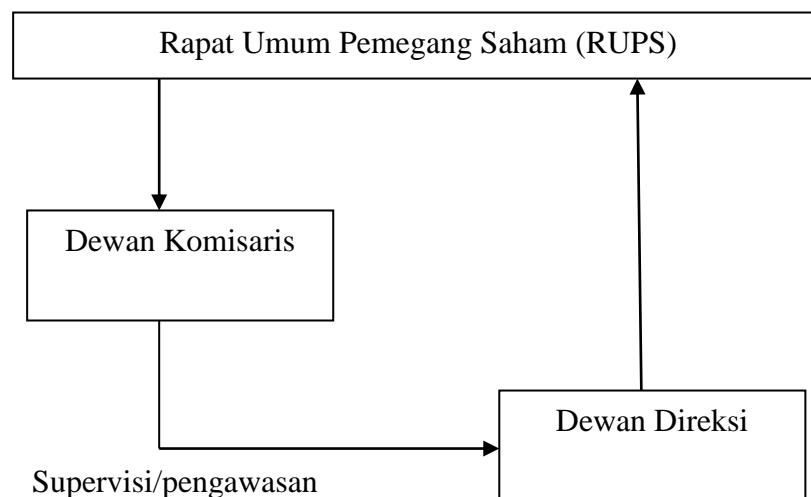 Rapat Umum Pemegang Saham (RUPS)
Dewan Komisaris
Dewan Direksi
Supervisi/pengawasan